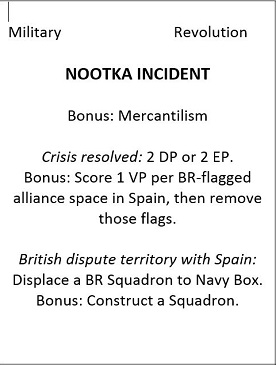 Military Revolution
NOOTKA INCIDENT
Bonus: Mercantilism
Crisis resolved: 2 DP or 2 EP.
Bonus: Score 1 VP per BR-flagged
alliance space in Spain, then remove
those flags.
British dispute territory with Spain:
Displace a BR Squadron to Navy Box.
Bonus: Construct a Squadron.